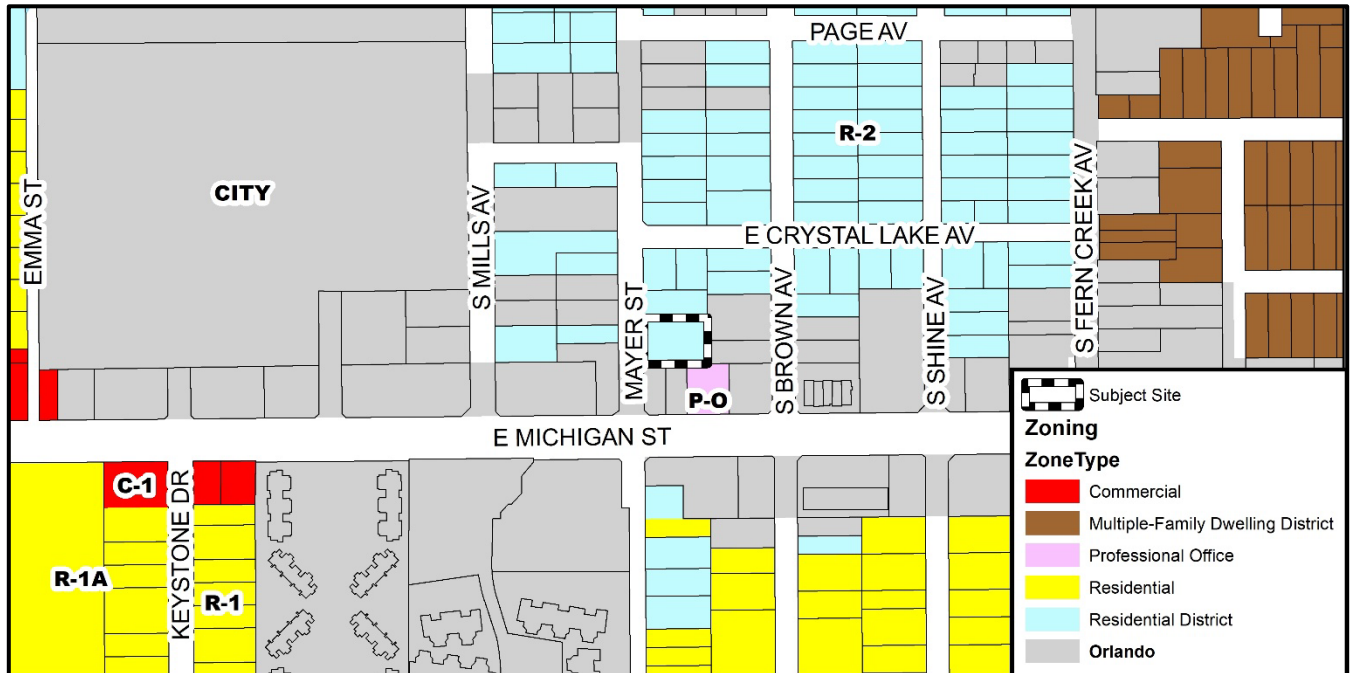 PAGE AV
R-2
CITY
EMMA ST
S MILLS AV
S FERN CREEK AV
E CRYSTAL LAKE AV
MAYER ST
S BROWN AV
S SHINE AV
P-O
E MICHIGAN ST
C-1
KEYSTONE DR
R-1A
R-1
Subject Site
Zoning
ZoneType
Commercial
Multiple-Family Dwelling District
Professional Office
Residential
Residential District
Orlando